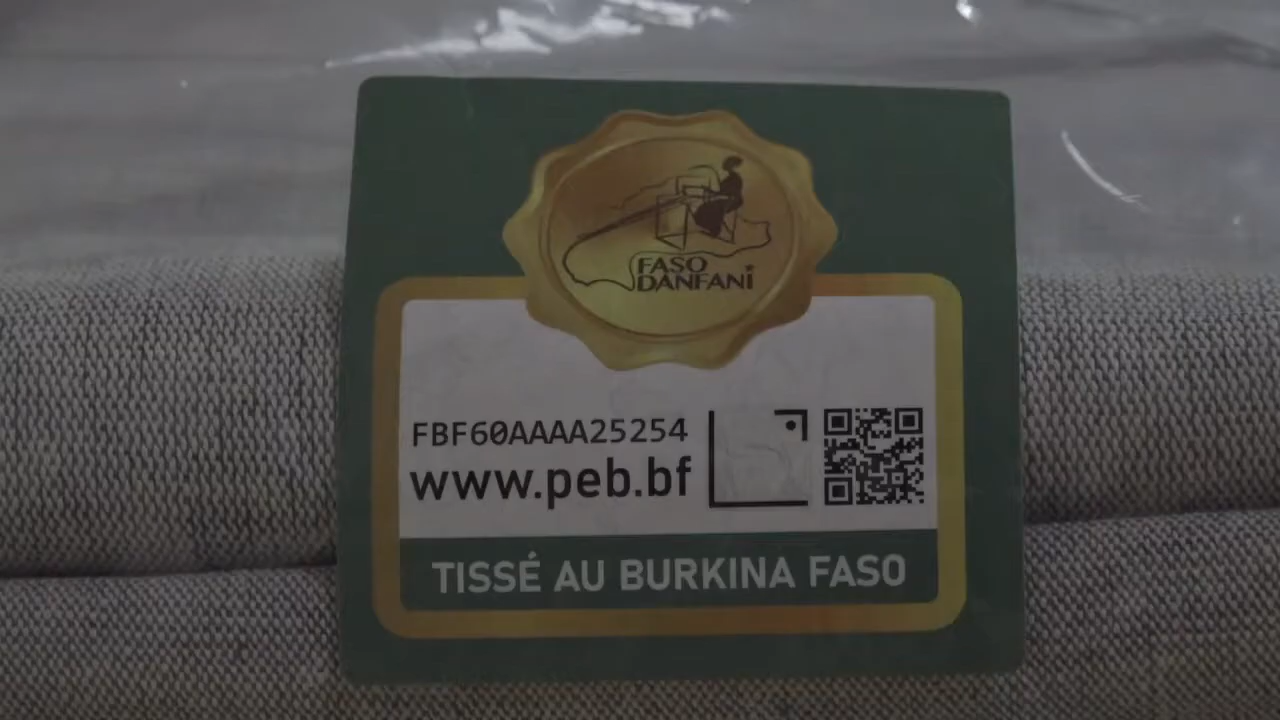 FASO
DANFANi
FBF60AAAA25254
www.peb.bf
TISSÉ AU BURKINA FASO